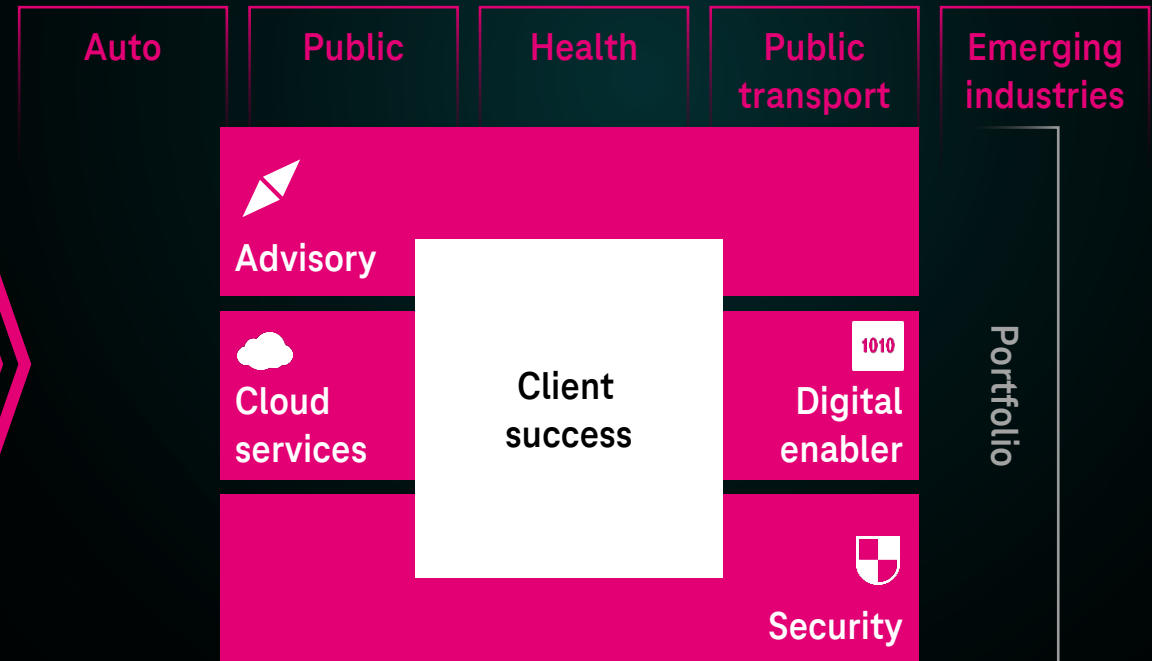 Auto
Public
Health
Public
transport
Emerging
industries
Advisory
Cloud
services
Client
success
1010
Digital
enabler
Portfolio
Security